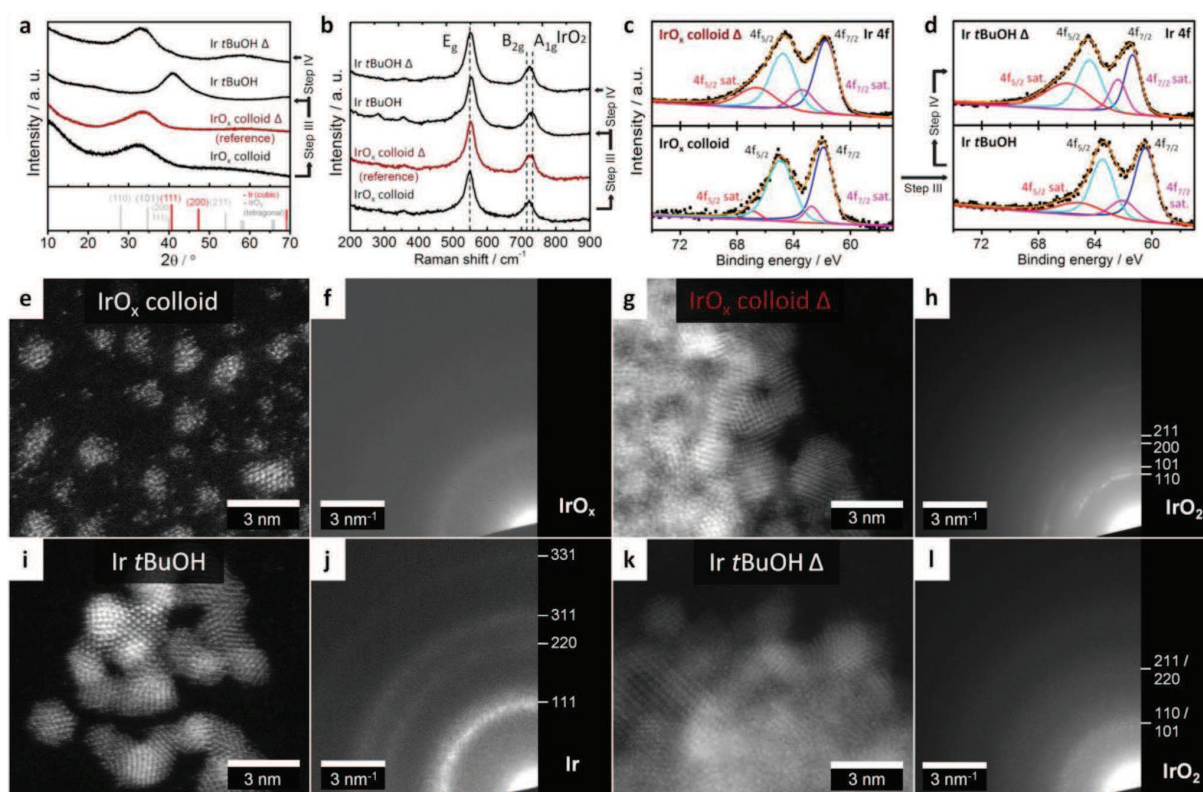 a
Intensity / a. u.
Ir tBuOH Δ
Ir tBuOH
IrOx colloid Δ
(reference)
IrOx colloid
Step III
Step IV
(110) (101) (111) (200) (211)
(200)
- Ir (cubic)
- IrO2
(tetragonal)
10 20 30 40 50 60 70
2θ / °
b
Intensity / a. u.
Eg B2g A1g IrO2
Ir tBuOH Δ
Ir tBuOH
IrOx colloid Δ
(reference)
IrOx colloid
Step III
Step IV
200 300 400 500 600 700 800 900
Raman shift / cm-1
c
Intensity / a.u.
IrOx colloid Δ
4f5/2
Ir 4f
4f7/2
4f5/2 sat.
4f7/2 sat.
IrOx colloid
4f5/2
4f7/2
4f5/2 sat.
4f7/2 sat.
72 68 64 60
Binding energy / eV
Step III
d
Step IV
Ir tBuOH Δ
4f5/2
Ir 4f
4f7/2
4f5/2 sat.
4f7/2 sat.
Ir tBuOH
4f5/2
4f7/2
4f5/2 sat.
4f7/2
sat.
72 68 64 60
Binding energy / eV
e
IrOx colloid
3 nm
f
3 nm-1
IrOx
g
IrOx colloid Δ
3 nm
h
211
200
101
110
3 nm-1
IrO2
i
Ir tBuOH
3 nm
j
331
311
220
111
3 nm-1
Ir
k
Ir tBuOH Δ
3 nm
l
211 /
220
110 /
101
3 nm-1
IrO2